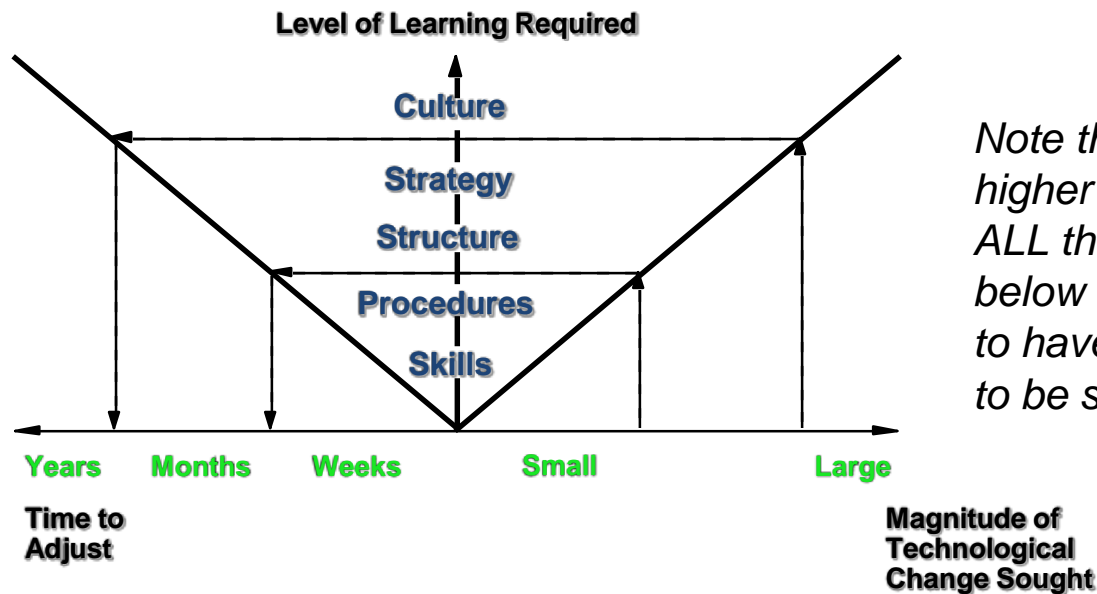 Level of Learning Required
Culture
Strategy
Structure
Procedures
Skills
Note th
higher
ALL th
below
to have
to be s
Years Months Weeks Small Large
Time to
Adjust
Magnitude of
Technological
Change Sought